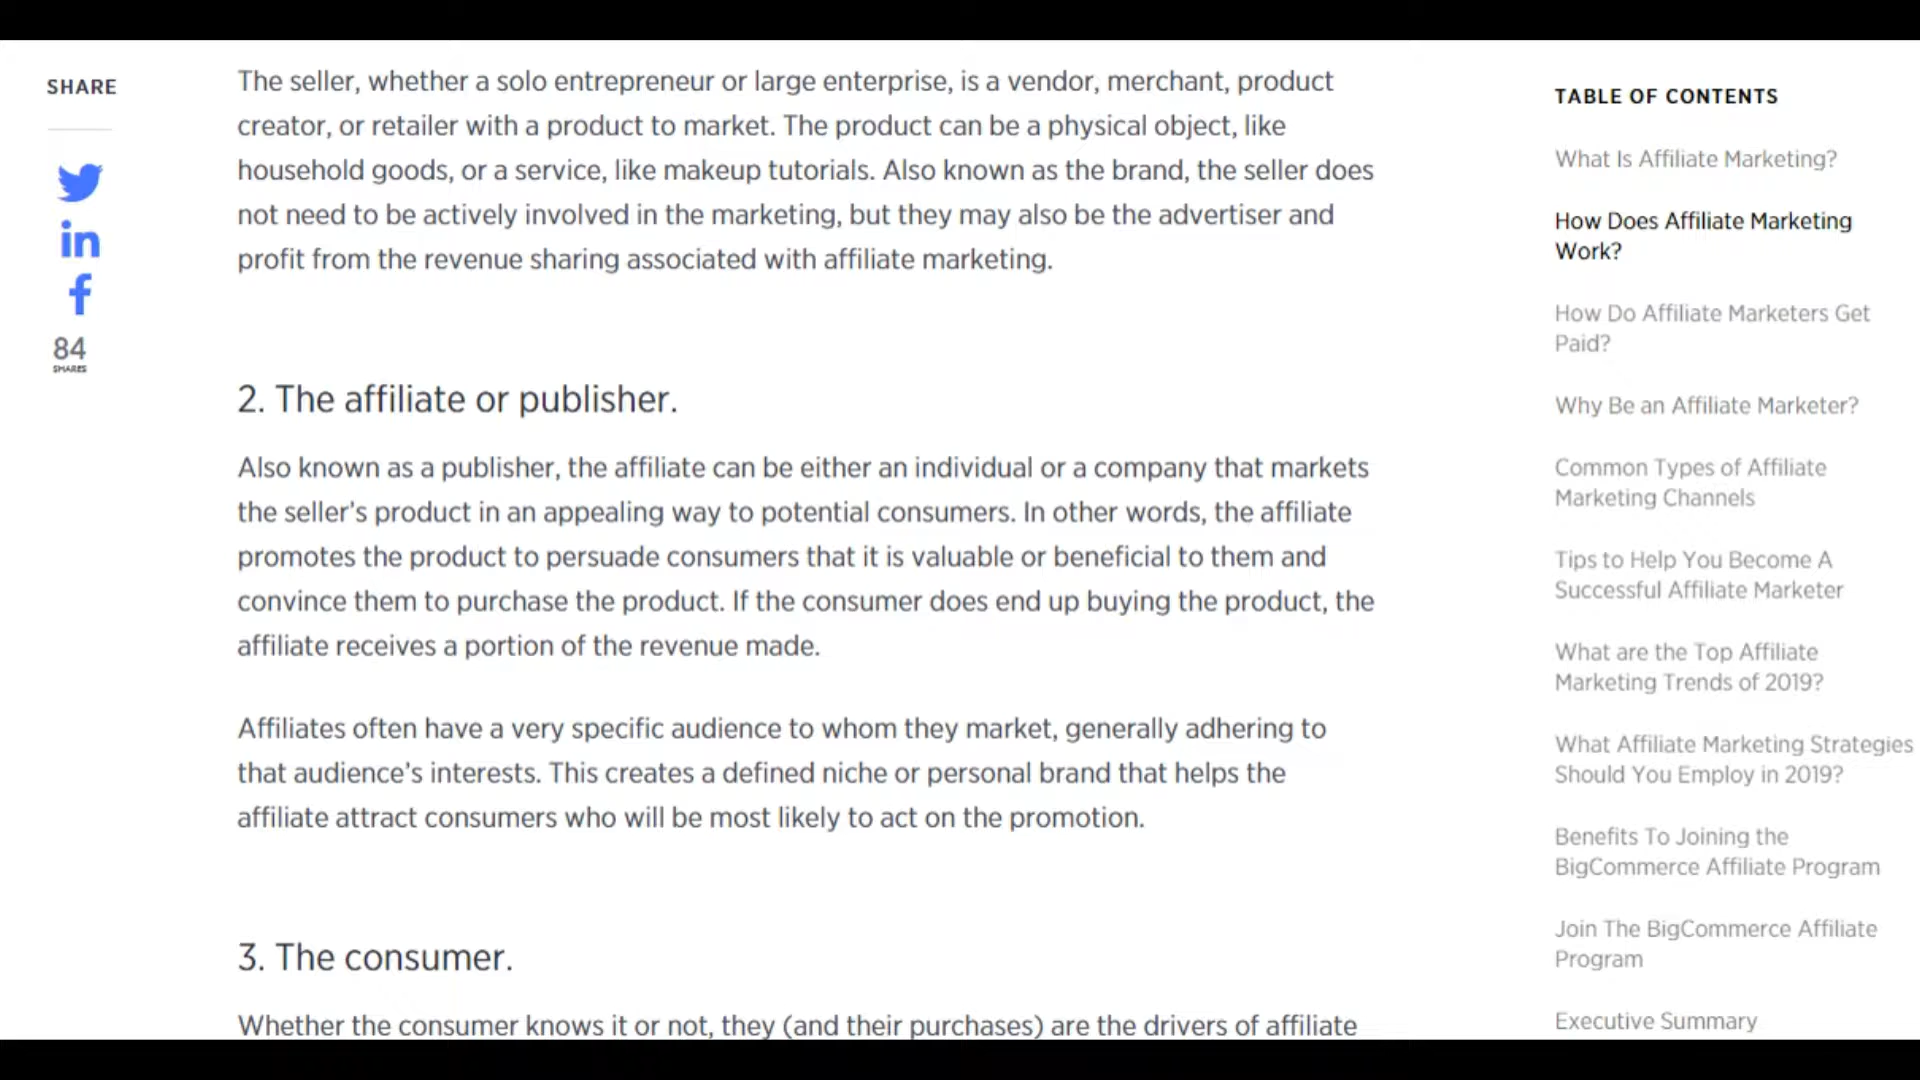 SHARE
84
SHARES
The seller, whether a solo entrepreneur or large enterprise, is a vendor, merchant, product
creator, or retailer with a product to market. The product can be a physical object, like
household goods, or a service, like makeup tutorials. Also known as the brand, the seller does
not need to be actively involved in the marketing, but they may also be the advertiser and
profit from the revenue sharing associated with affiliate marketing.
2. The affiliate or publisher.
Also known as a publisher, the affiliate can be either an individual or a company that markets
the seller’s product in an appealing way to potential consumers. In other words, the affiliate
promotes the product to persuade consumers that it is valuable or beneficial to them and
convince them to purchase the product. If the consumer does end up buying the product, the
affiliate receives a portion of the revenue made.
Affiliates often have a very specific audience to whom they market, generally adhering to
that audience’s interests. This creates a defined niche or personal brand that helps the
affiliate attract consumers who will be most likely to act on the promotion.
3. The consumer.
Whether the consumer knows it or not, they (and their purchases) are the drivers of affiliate
TABLE OF CONTENTS
What Is Affiliate Marketing?
How Does Affiliate Marketing
Work?
How Do Affiliate Marketers Get
Paid?
Why Be an Affiliate Marketer?
Common Types of Affiliate
Marketing Channels
Tips to Help You Become A
Successful Affiliate Marketer
What are the Top Affiliate
Marketing Trends of 2019?
What Affiliate Marketing Strategies
Should You Employ in 2019?
Benefits To Joining the
BigCommerce Affiliate Program
Join The BigCommerce Affiliate
Program
Executive Summary